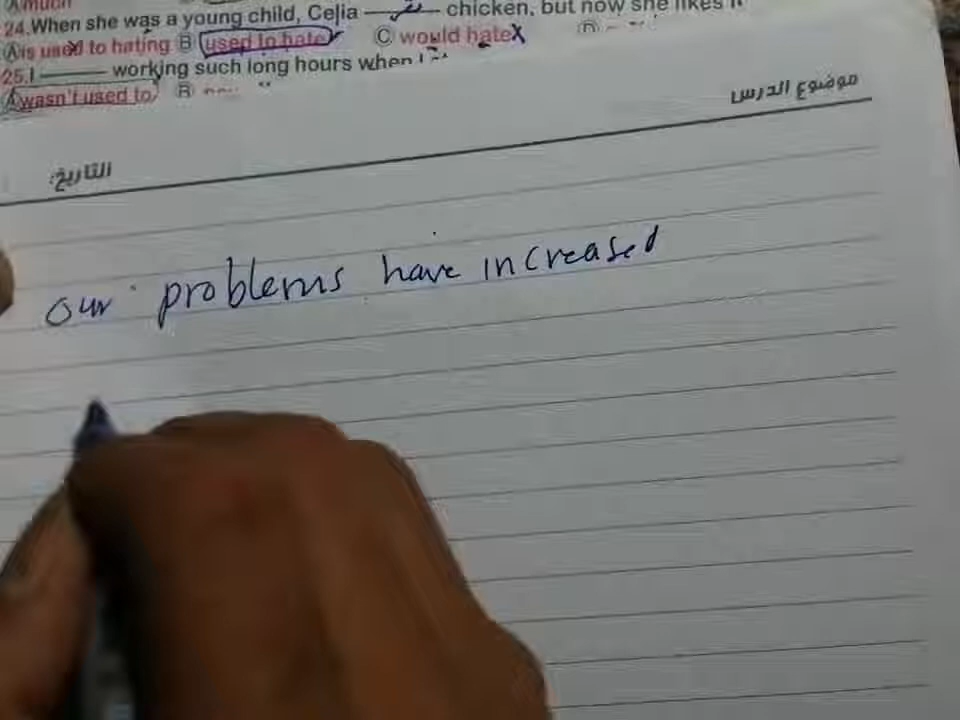 24.When she was a young child, Celia ——— chicken, but now she likes
A is used to hating B used to hate C would hate
25.I ——— working such long hours when I
A wasn't used to B
موضوع الدرس
التاريخ:
our problems have increased